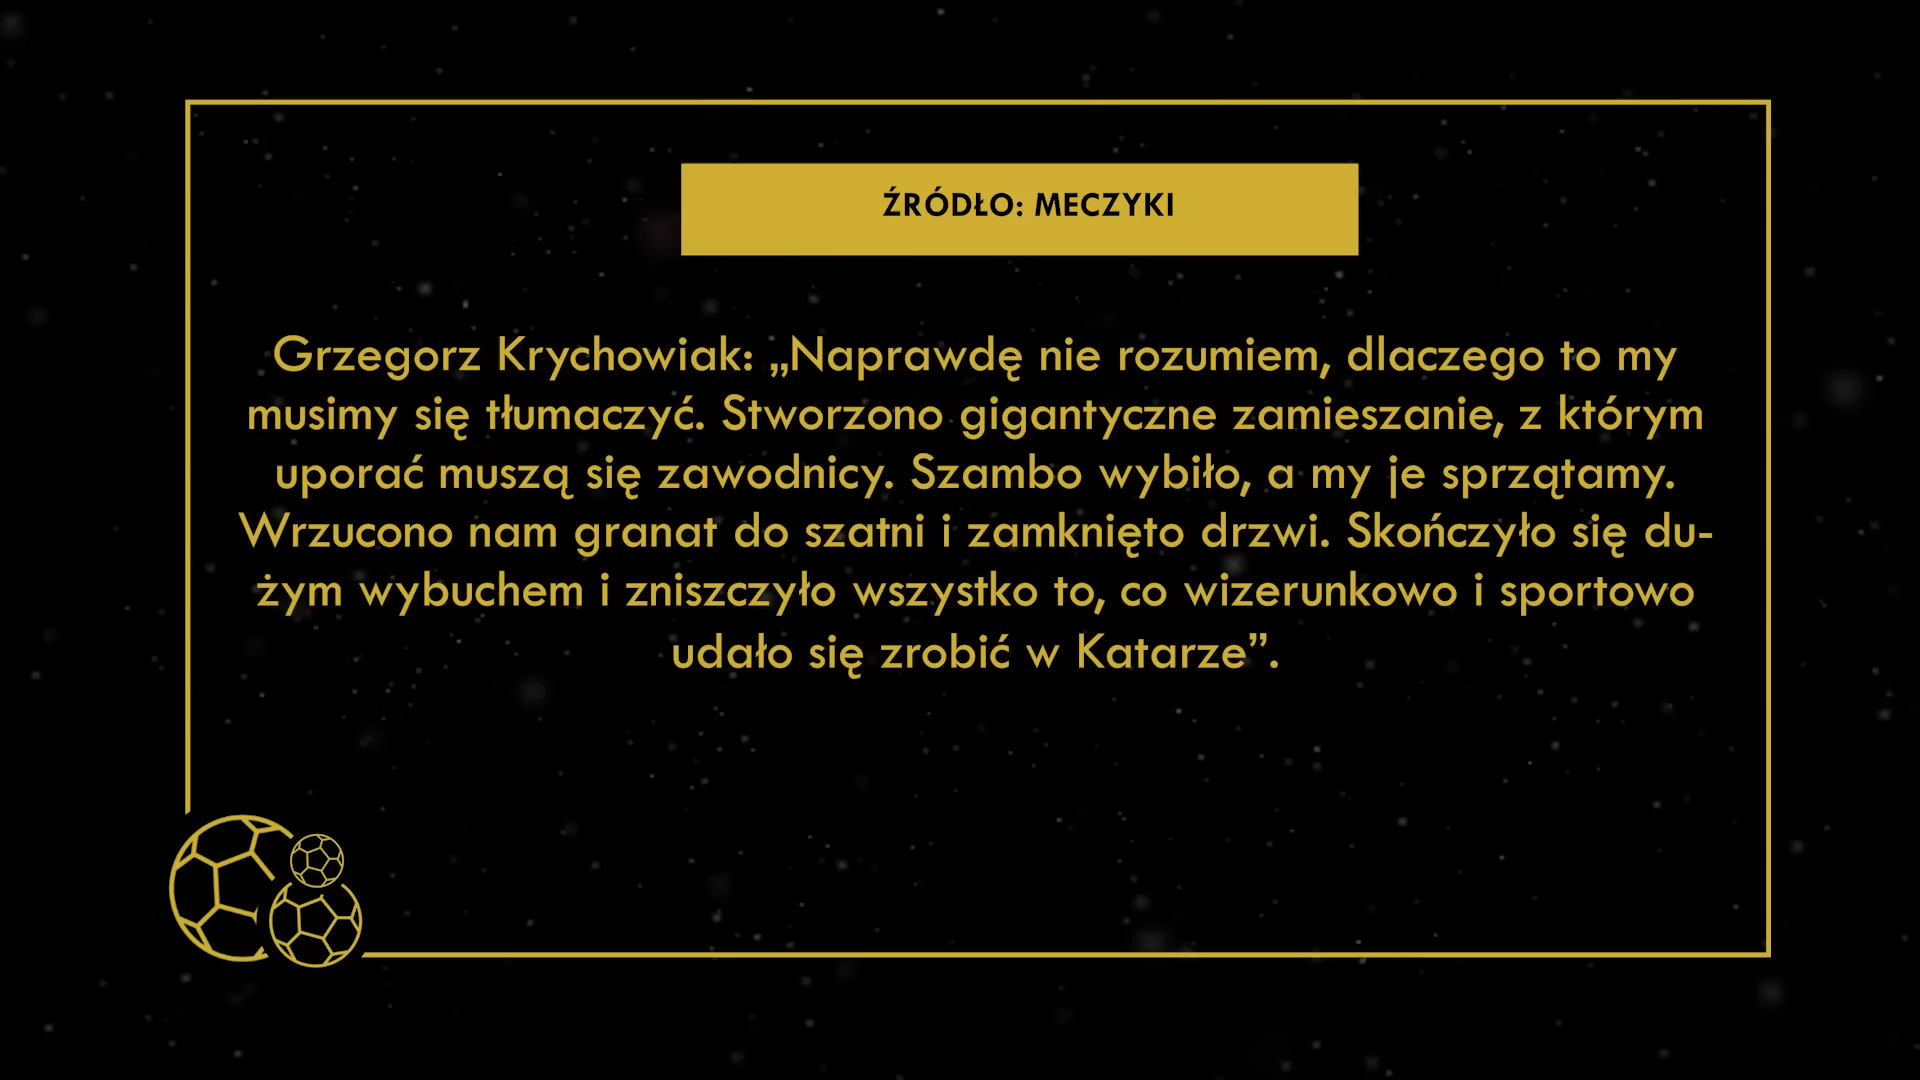 ŹRÓDŁO: MECZYKI
Grzegorz Krychowiak: „Naprawdę nie rozumiem, dlaczego to my
musimy się tłumaczyć. Stworzono gigantyczne zamieszanie, z którym
uporać muszą się zawodnicy. Szambo wybiło, a my je sprzątamy.
Wrzucono nam granat do szatni i zamknięto drzwi. Skończyło się du-
żym wybuchem i zniszczyło wszystko to, co wizerunkowo i sportowo
udało się zrobić w Katarze”.